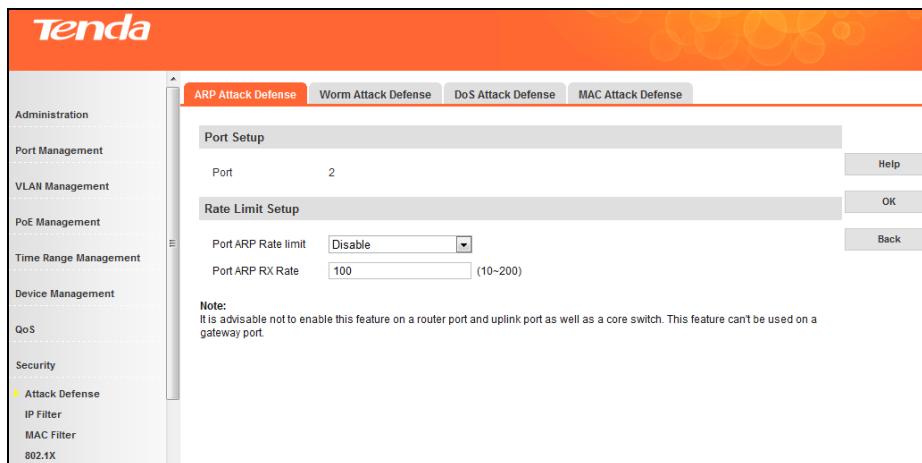 Tenda
ARP Attack Defense
Worm Attack Defense
DoS Attack Defense
MAC Attack Defense
Administration
Port Management
VLAN Management
PoE Management
Time Range Management
Device Management
QoS
Security
Attack Defense
IP Filter
MAC Filter
802.1X
Port Setup
Port 2
Rate Limit Setup
Port ARP Rate limit Disable
Port ARP RX Rate 100 (10~200)
Note:
It is advisable not to enable this feature on a router port and uplink port as well as a core switch. This feature can't be used on a
gateway port.
Help
OK
Back